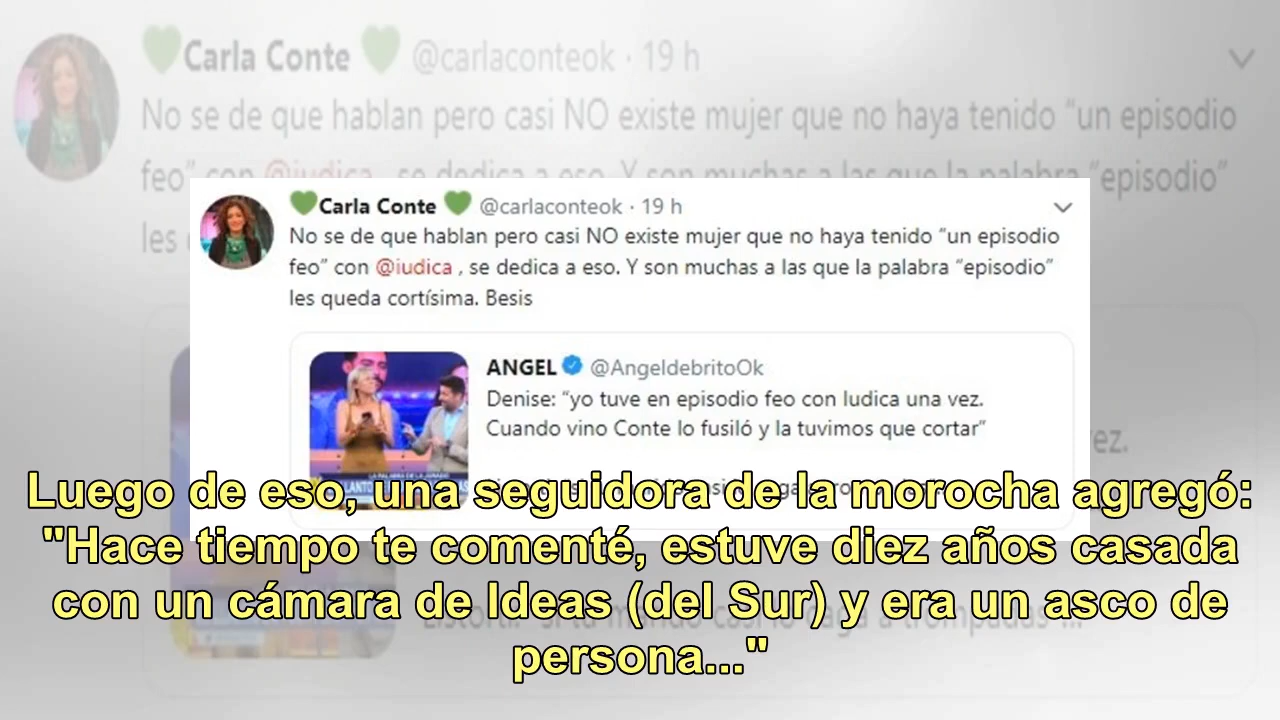 Carla Conte @carlaconteok · 19 h
No se de que hablan pero casi NO existe mujer que no haya tenido “un episodio
feo” con @iudica , se dedica a eso. Y son muchas a las que la palabra “episodio”
les
Carla Conte @carlaconteok · 19 h
No se de que hablan pero casi NO existe mujer que no haya tenido “un episodio
feo” con @iudica , se dedica a eso. Y son muchas a las que la palabra “episodio”
les queda cortísima. Besis
ANGEL @AngeldebritoOk
Denise: “yo tuve en episodio feo con Iudica una vez.
Cuando vino Conte lo fusiló y la tuvimos que cortar”
ez.
Luego de eso, una seguidora de la morocha agregó:
"Hace tiempo te comenté, estuve diez años casada
con un cámara de Ideas (del Sur) y era un asco de
persona..."